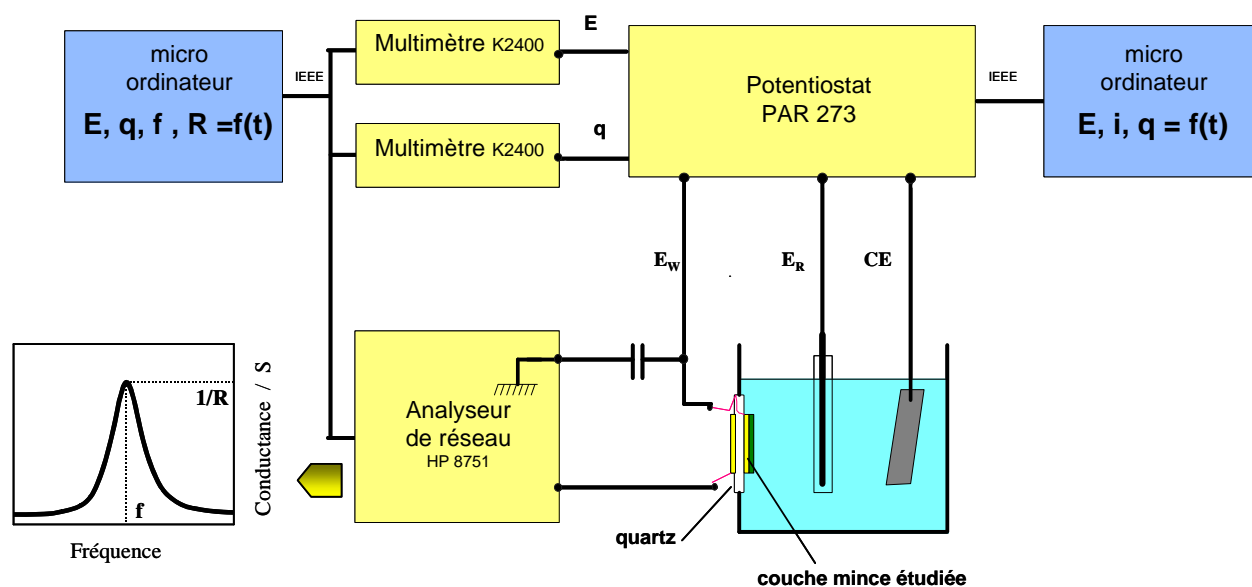 micro
ordinateur
E, q, f , R =f(t)
IEEE
Multimètre K2400
Multimètre K2400
E
q
Potentiostat
PAR 273
IEEE
micro
ordinateur
E, i, q = f(t)
EW
ER
CE
Conductance / S
1/R
f
Fréquence
Analyseur
de réseau
HP 8751
quartz
couche mince étudiée